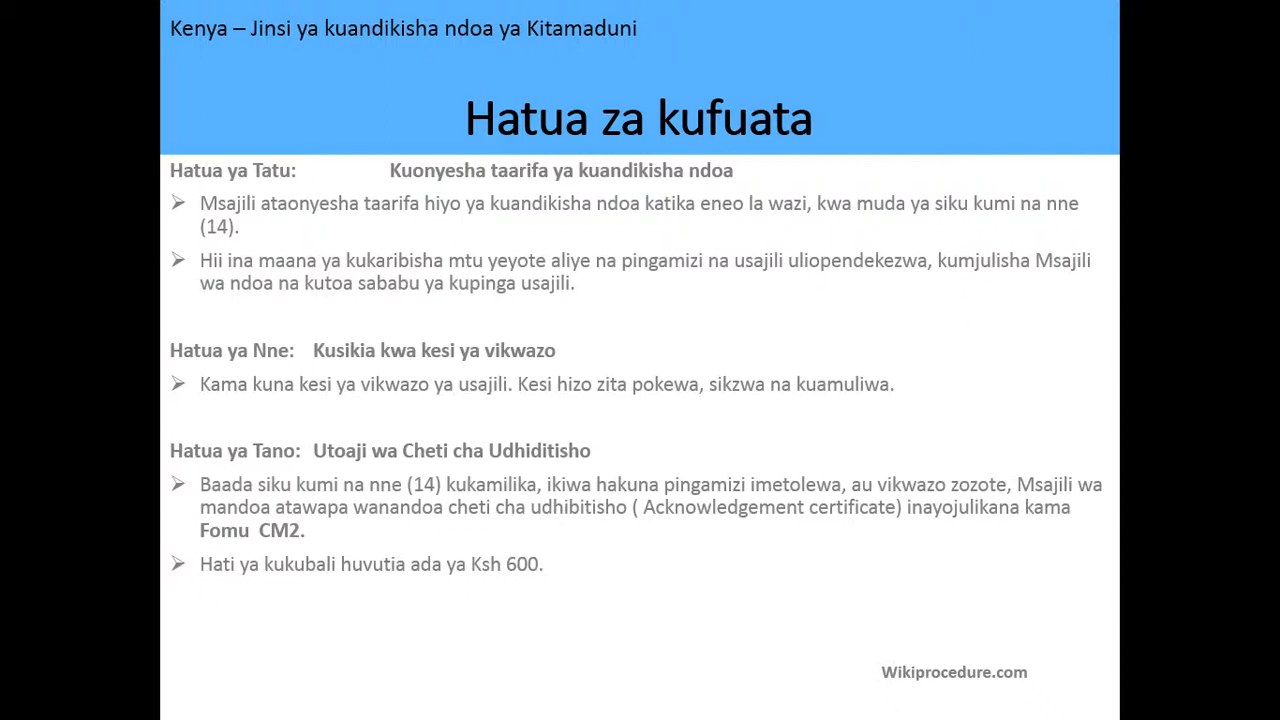 Kenya – Jinsi ya kuandikisha ndoa ya Kitamaduni
Hatua za kufuata
Hatua ya Tatu: Kuonyesha taarifa ya kuandikisha ndoa
➢ Msajili ataonyesha taarifa hiyo ya kuandikisha ndoa katika eneo la wazi, kwa muda ya siku kumi na nne
(14).
➢ Hii ina maana ya kukaribisha mtu yeyote aliye na pingamizi na usajili uliopendekezwa, kumjulisha Msajili
wa ndoa na kutoa sababu ya kupinga usajili.
Hatua ya Nne: Kusikia kwa kesi ya vikwazo
➢ Kama kuna kesi ya vikwazo ya usajili. Kesi hizo zita pokewa, sikzwa na kuamuliwa.
Hatua ya Tano: Utoaji wa Cheti cha Udhiditisho
➢ Baada siku kumi na nne (14) kukamilika, ikiwa hakuna pingamizi imetolewa, au vikwazo zozote, Msajili wa
mandoa atawapa wanandoa cheti cha udhibitisho ( Acknowledgement certificate) inayojulikana kama
Fomu CM2.
➢ Hati ya kukubali huvutia ada ya Ksh 600.
Wikiprocedure.com